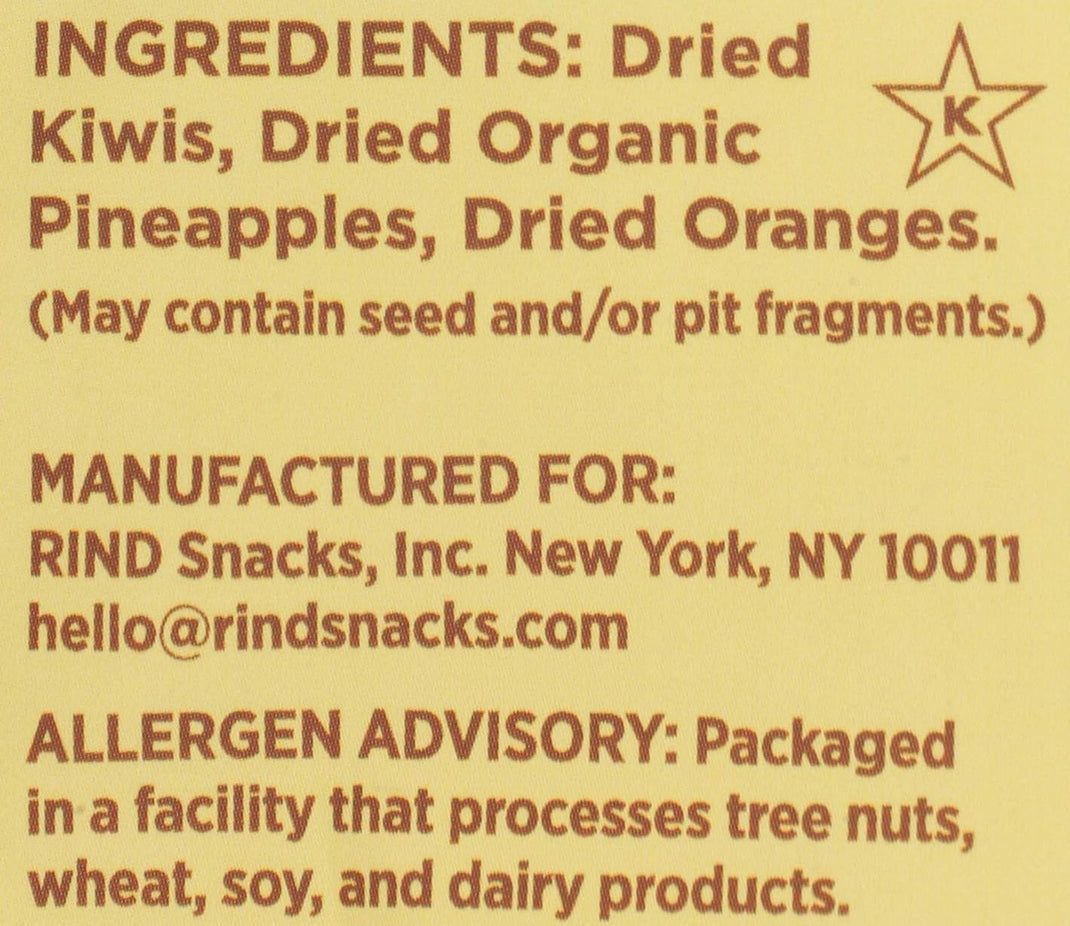 INGREDIENTS: Dried
Kiwis, Dried Organic
Pineapples, Dried Oranges.
(May contain seed and/or pit fragments.)
K
MANUFACTURED FOR:
RIND Snacks, Inc. New York, NY 10011
hello@rindsnacks.com
ALLERGEN ADVISORY: Packaged
in a facility that processes tree nuts,
wheat, soy, and dairy products.